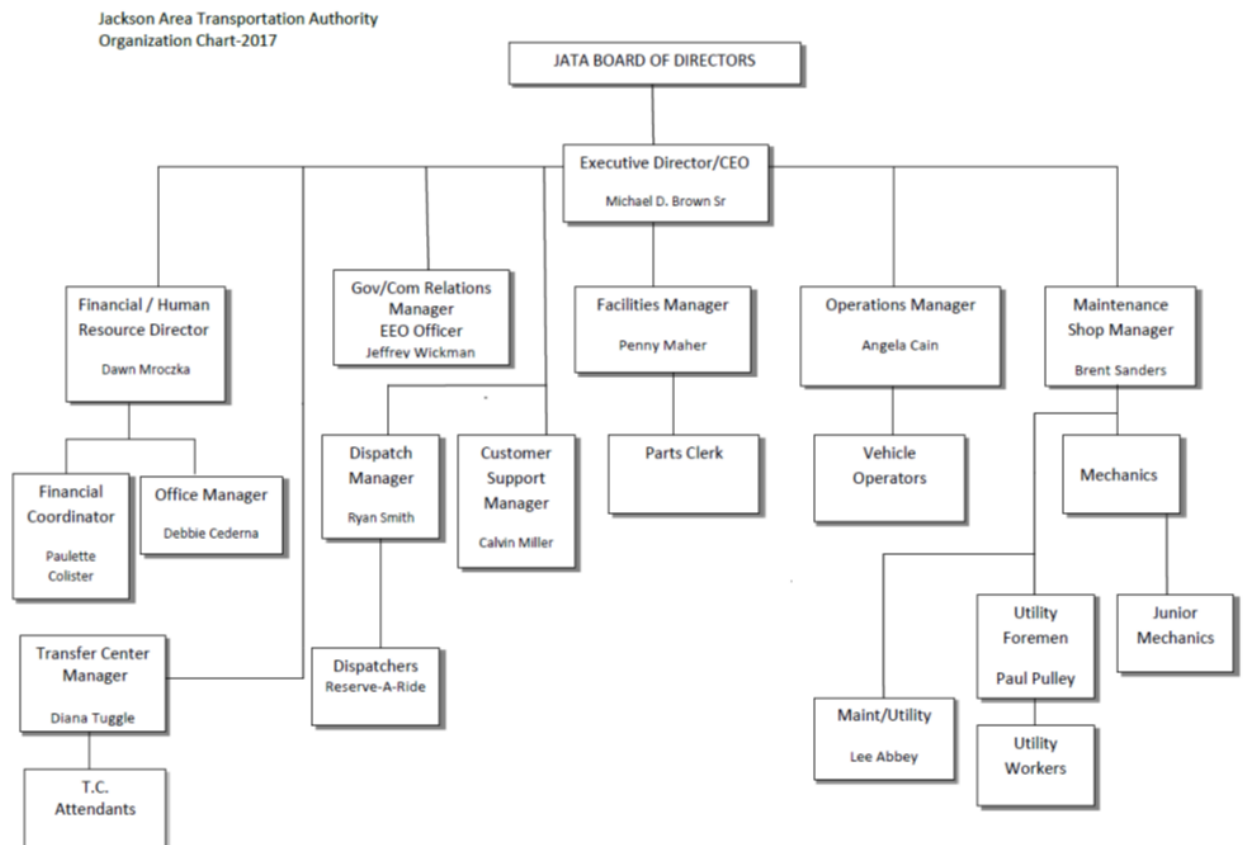 Jackson Area Transportation Authority
Organization Chart-2017
JATA BOARD OF DIRECTORS
Executive Director/CEO
Michael D. Brown Sr
Financial / Human
Resource Director
Dawn Mroczka
Gov/Com Relations
Manager
EEO Officer
Jeffrey Wickman
Facilities Manager
Penny Maher
Operations Manager
Angela Cain
Maintenance
Shop Manager
Brent Sanders
Financial
Coordinator
Paulette
Colister
Office Manager
Debbie Cederna
Dispatch
Manager
Ryan Smith
Customer
Support
Manager
Calvin Miller
Parts Clerk
Vehicle
Operators
Mechanics
Transfer Center
Manager
Diana Tuggle
Dispatchers
Reserve-A-Ride
Maint/Utility
Lee Abbey
Utility
Foremen
Paul Pulley
Junior
Mechanics
T.C.
Attendants
Utility
Workers